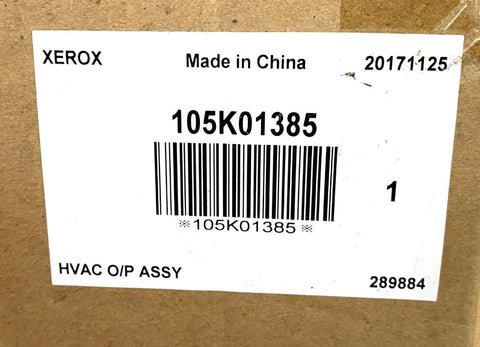 XEROX Made in China 20171125
105K01385
1
※105K01385※
HVAC O/P ASSY 289884